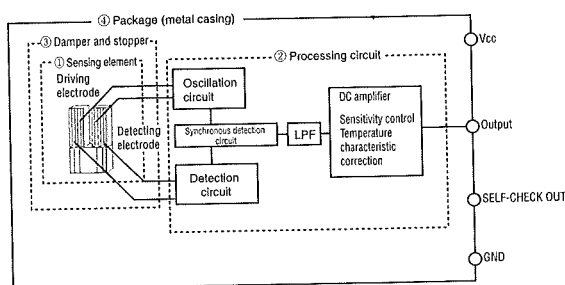 ④ Package (metal casing)
③ Damper and stopper
① Sensing element
Driving
electrode
Detecting
electrode
② Processing circuit
Oscillation
circuit
Synchronous detection
circuit
Detection
circuit
LPF
DC amplifier
Sensitivity control
Temperature
characteristic
correction
Vcc
Output
SELF-CHECK OUT
GND